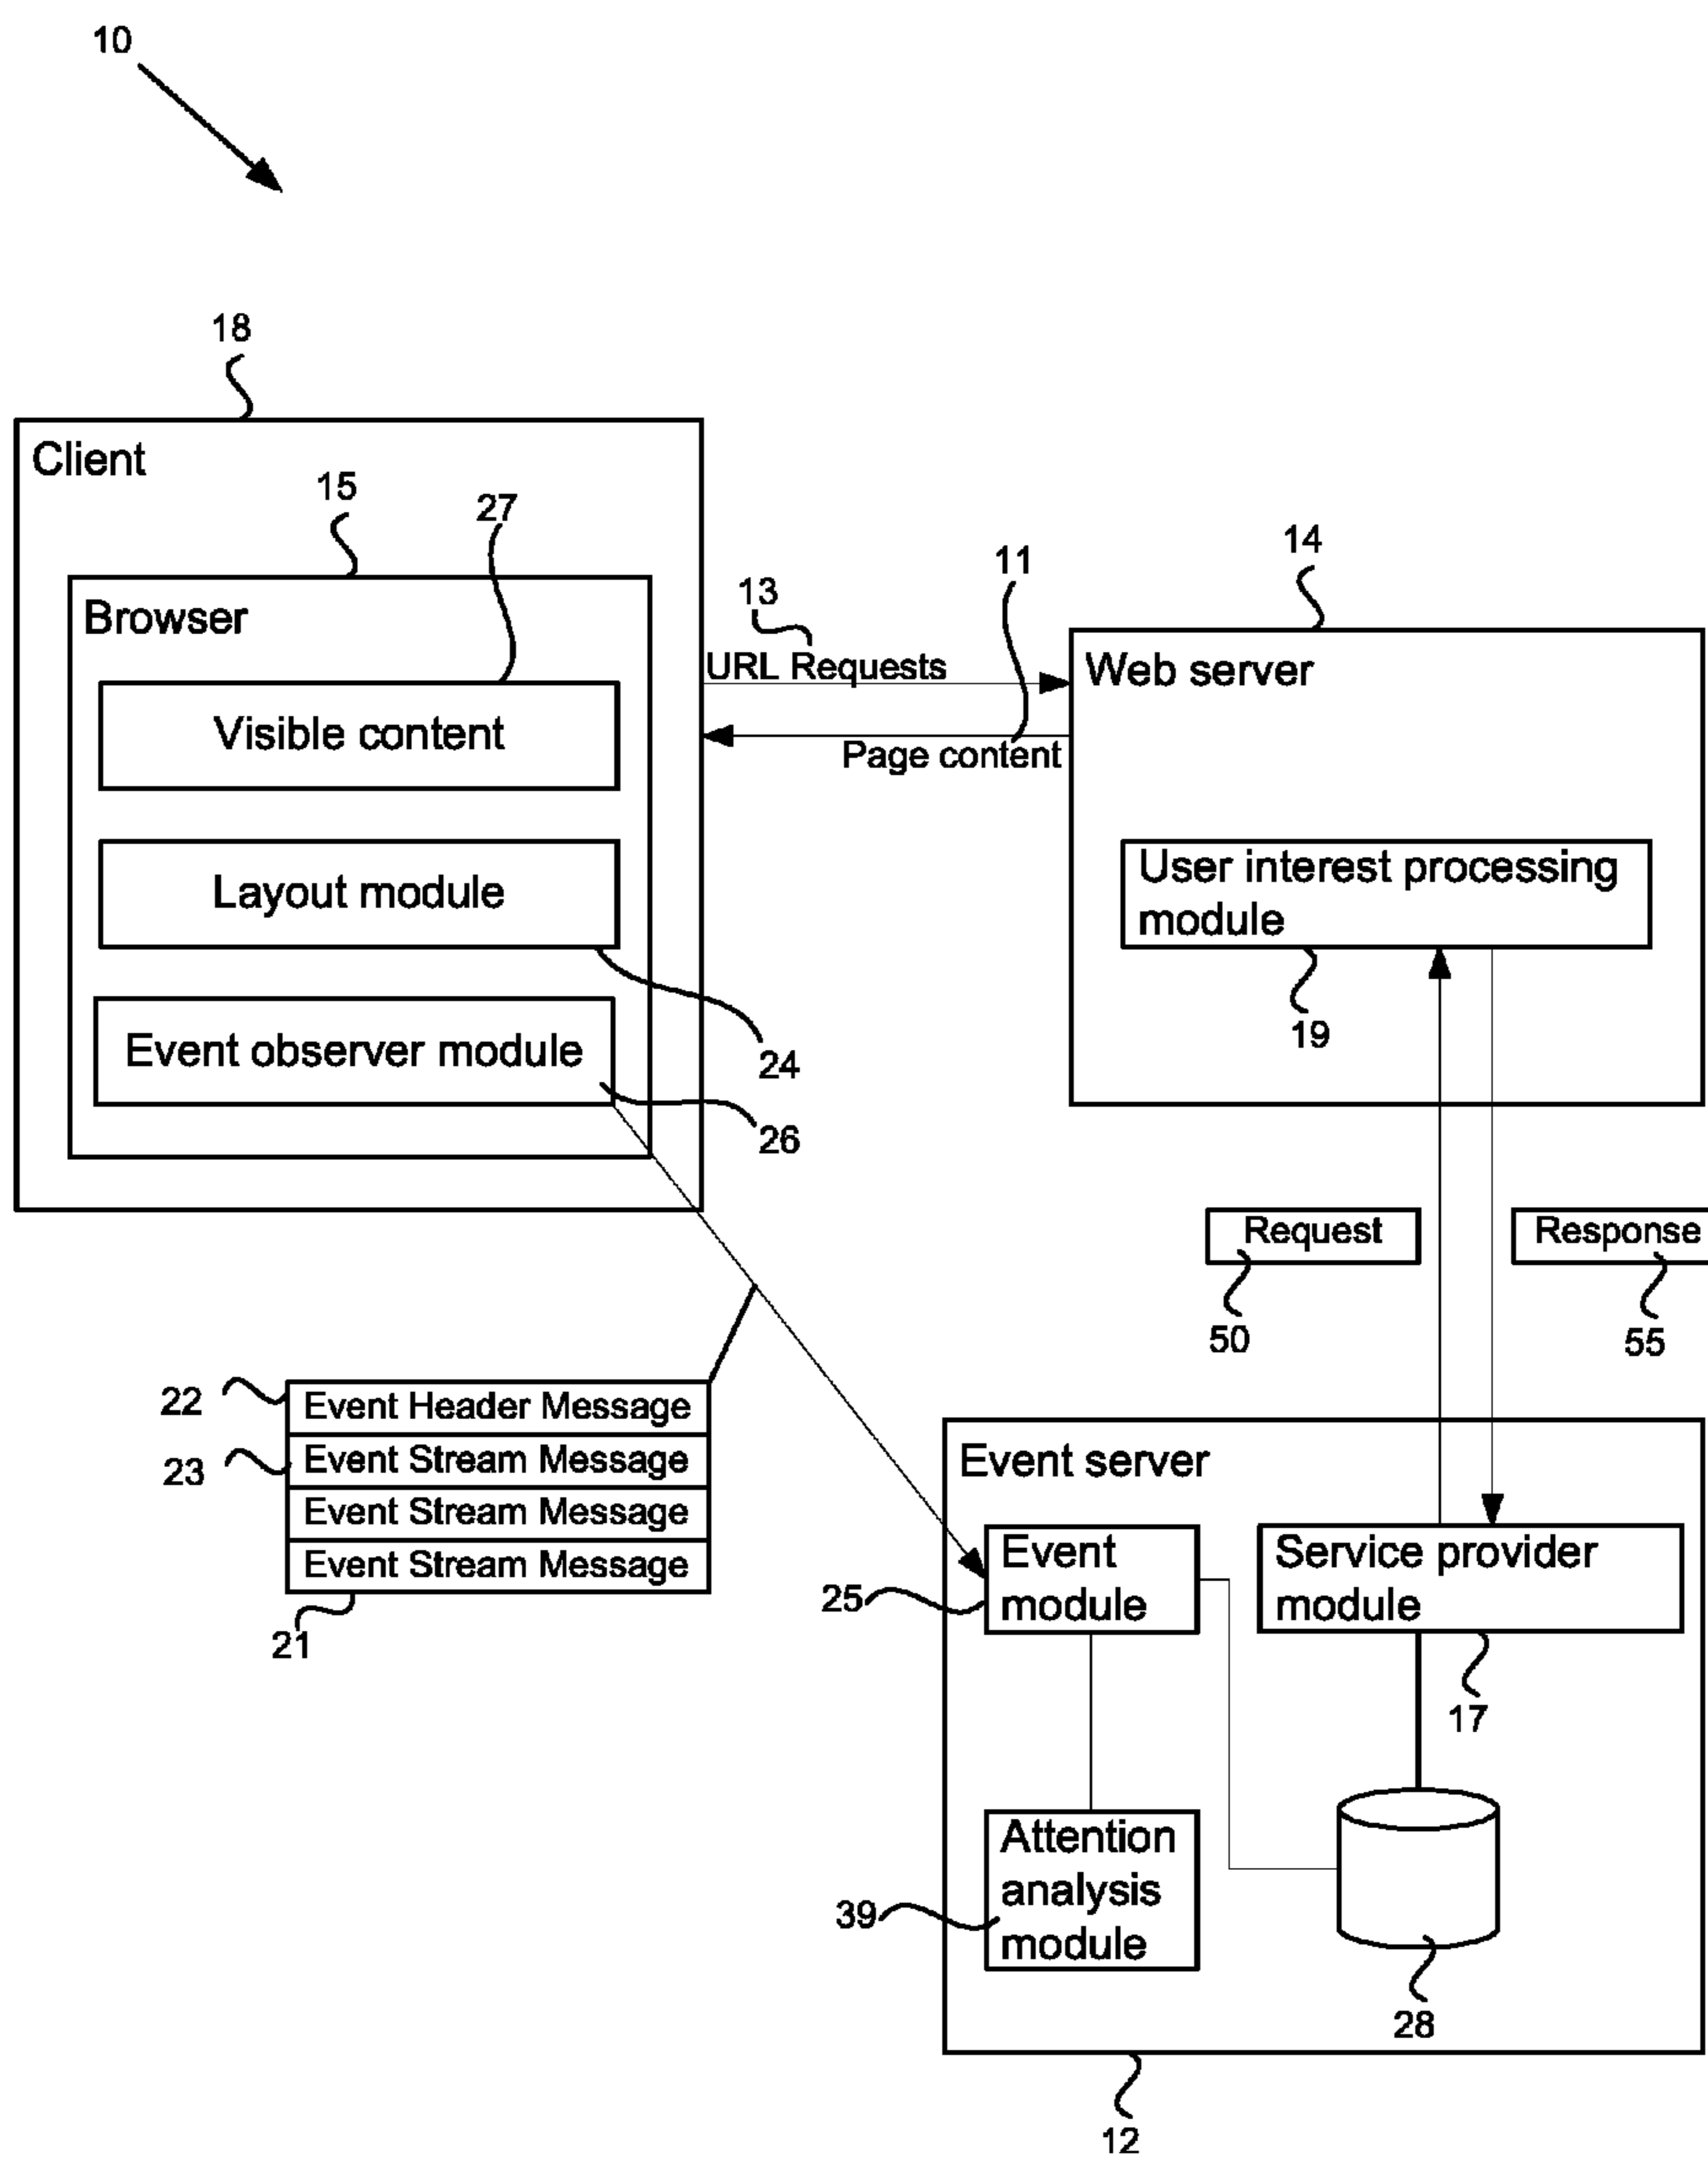 10
18
Client
15
27
Browser
Visible content
Layout module
Event observer module
24
26
13
URL Requests
11
Page content
14
Web server
User interest processing
module
19
Request
50
Response
55
22
Event Header Message
23
Event Stream Message
Event Stream Message
Event Stream Message
21
Event server
Event
module
25
Service provider
module
17
Attention
analysis
module
39
28
12